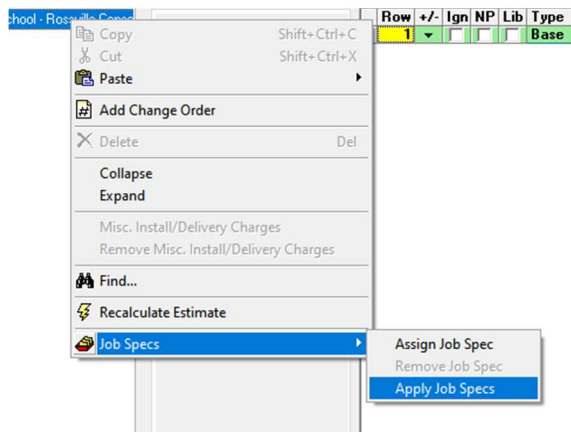 chool - Rossville Conso
Row +/- Ign NP Lib Type
1 Base
Copy Shift+Ctrl+C
Cut Shift+Ctrl+X
Paste
Add Change Order
Delete Del
Collapse
Expand
Misc. Install/Delivery Charges
Remove Misc. Install/Delivery Charges
Find...
Recalculate Estimate
Job Specs
Assign Job Spec
Remove Job Spec
Apply Job Specs